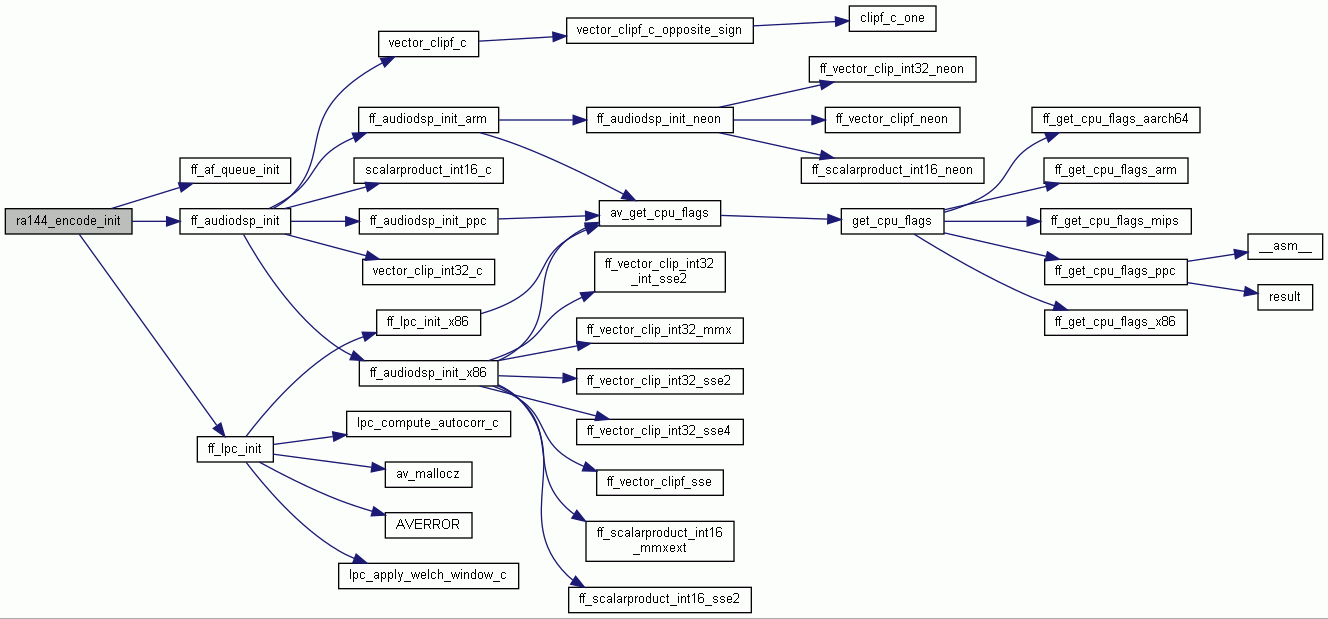 clipf_c_one
vector_clipf_c_opposite_sign
vector_clipf_c
ff_vector_clip_int32_neon
ff_audiodsp_init_arm
ff_audiodsp_init_neon
ff_vector_clipf_neon
ff_get_cpu_flags_aarch64
ff_af_queue_init
scalarproduct_int16_c
ff_scalarproduct_int16_neon
ff_get_cpu_flags_arm
ra144_encode_init
ff_audiodsp_init
ff_audiodsp_init_ppc
av_get_cpu_flags
get_cpu_flags
ff_get_cpu_flags_mips
__asm__
vector_clip_int32_c
ff_vector_clip_int32
_int_sse2
ff_get_cpu_flags_ppc
result
ff_lpc_init_x86
ff_vector_clip_int32_mmx
ff_get_cpu_flags_x86
ff_audiodsp_init_x86
ff_vector_clip_int32_sse2
lpc_compute_autocorr_c
ff_vector_clip_int32_sse4
ff_lpc_init
av_mallocz
ff_vector_clipf_sse
AVERROR
ff_scalarproduct_int16
_mmxext
lpc_apply_welch_window_c
ff_scalarproduct_int16_sse2